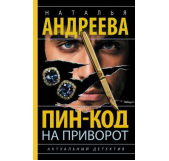 НАТАЛЬЯ
АНДРЕЕВА
ПИН-КОД
НА ПРИВОРОТ
АКТУАЛЬНЫЙ ДЕТЕКТИВ